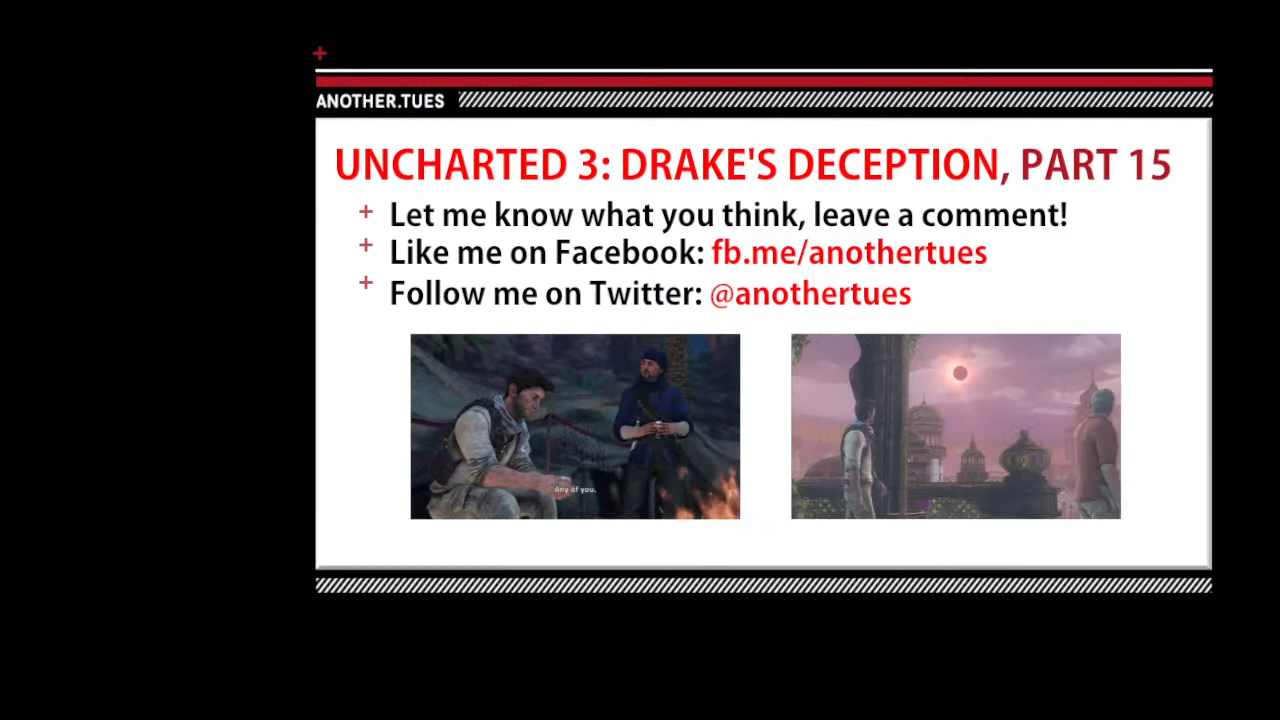 ANOTHER.TUES
UNCHARTED 3: DRAKE'S DECEPTION, PART 15
+ Let me know what you think, leave a comment!
+ Like me on Facebook: fb.me/anothertues
+ Follow me on Twitter: @anothertues
Any of you.